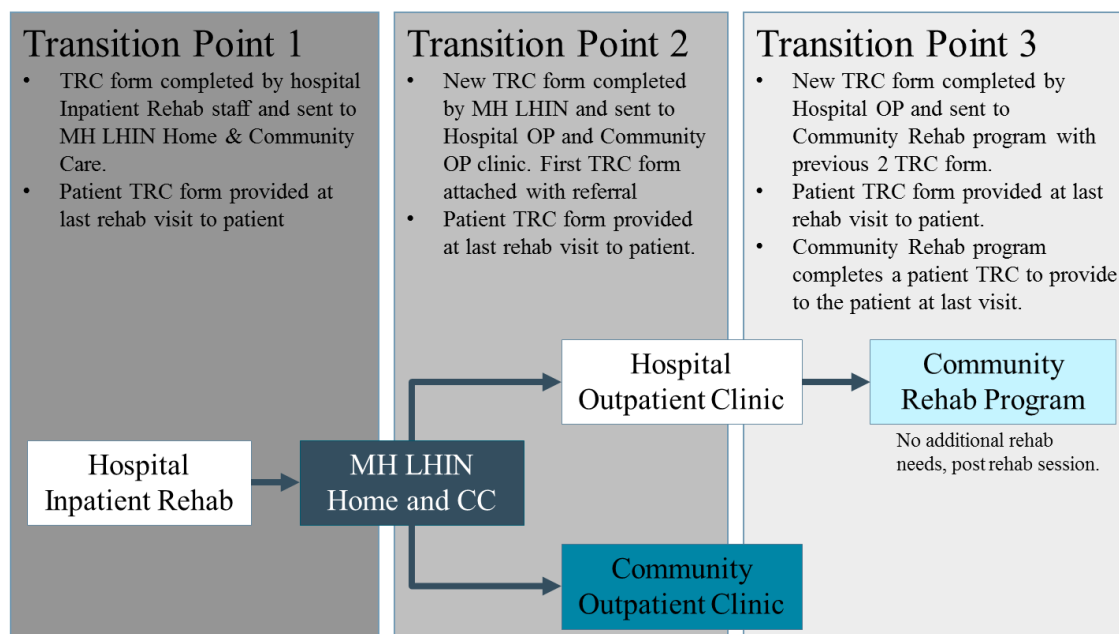 Transition Point 1
• TRC form completed by hospital
Inpatient Rehab staff and sent to
MH LHIN Home & Community
Care.
• Patient TRC form provided at
last rehab visit to patient
Transition Point 2
• New TRC form completed
by MH LHIN and sent to
Hospital OP and Community
OP clinic. First TRC form
attached with referral
• Patient TRC form provided
at last rehab visit to patient.
Transition Point 3
• New TRC form completed by
Hospital OP and sent to
Community Rehab program with
previous 2 TRC form.
• Patient TRC form provided at last
rehab visit to patient.
• Community Rehab program
completes a patient TRC to provide
to the patient at last visit.
Hospital
Inpatient Rehab
MH LHIN
Home and CC
Hospital
Outpatient Clinic
Community
Outpatient Clinic
Community
Rehab Program
No additional rehab
needs, post rehab session.